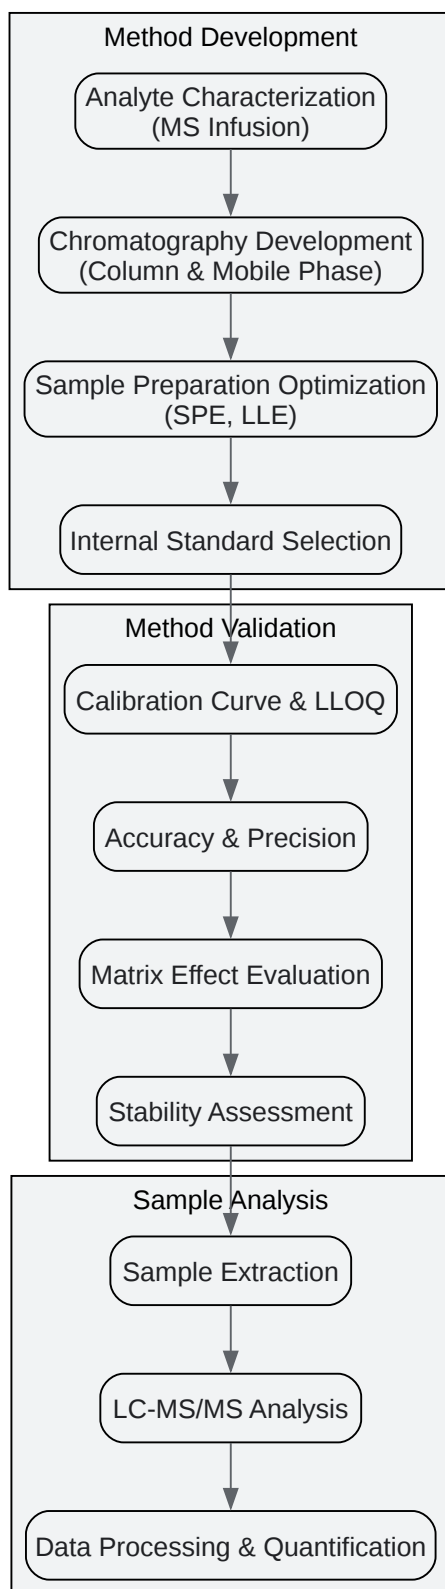 Method Development
Analyte Characterization
(MS Infusion)
Chromatography Development
(Column & Mobile Phase)
Sample Preparation Optimization
(SPE, LLE)
Internal Standard Selection
Method Validation
Calibration Curve & LLOQ
Accuracy & Precision
Matrix Effect Evaluation
Stability Assessment
Sample Analysis
Sample Extraction
LC-MS/MS Analysis
Data Processing & Quantification